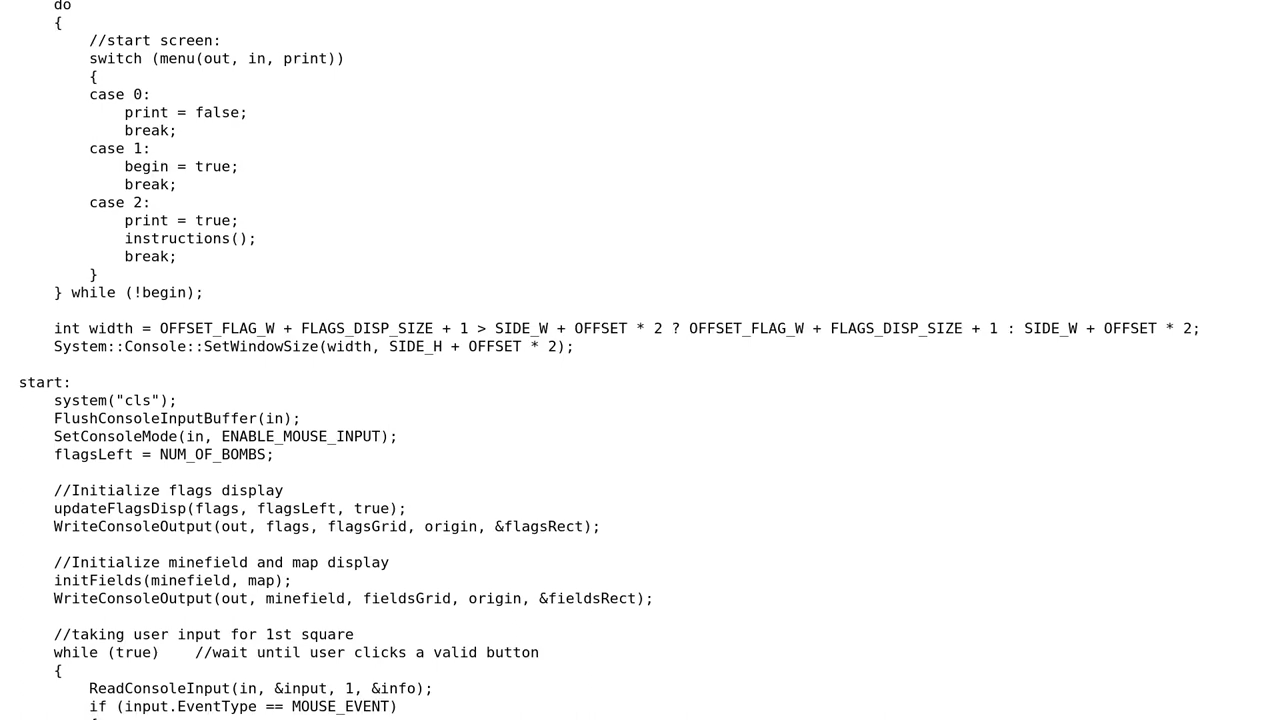 do
{
//start screen:
switch (menu(out, in, print))
{
case 0:
print = false;
break;
case 1:
begin = true;
break;
case 2:
print = true;
instructions();
break;
}
} while (!begin);
int width = OFFSET_FLAG_W + FLAGS_DISP_SIZE + 1 > SIDE_W + OFFSET * 2 ? OFFSET_FLAG_W + FLAGS_DISP_SIZE + 1 : SIDE_W + OFFSET * 2;
System::Console::SetWindowSize(width, SIDE_H + OFFSET * 2);
start:
system("cls");
FlushConsoleInputBuffer(in);
SetConsoleMode(in, ENABLE_MOUSE_INPUT);
flagsLeft = NUM_OF_BOMBS;
//Initialize flags display
updateFlagsDisp(flags, flagsLeft, true);
WriteConsoleOutput(out, flags, flagsGrid, origin, &flagsRect);
//Initialize minefield and map display
initFields(minefield, map);
WriteConsoleOutput(out, minefield, fieldsGrid, origin, &fieldsRect);
//taking user input for 1st square
while (true)    //wait until user clicks a valid button
{
ReadConsoleInput(in, &input, 1, &info);
if (input.EventType == MOUSE_EVENT)